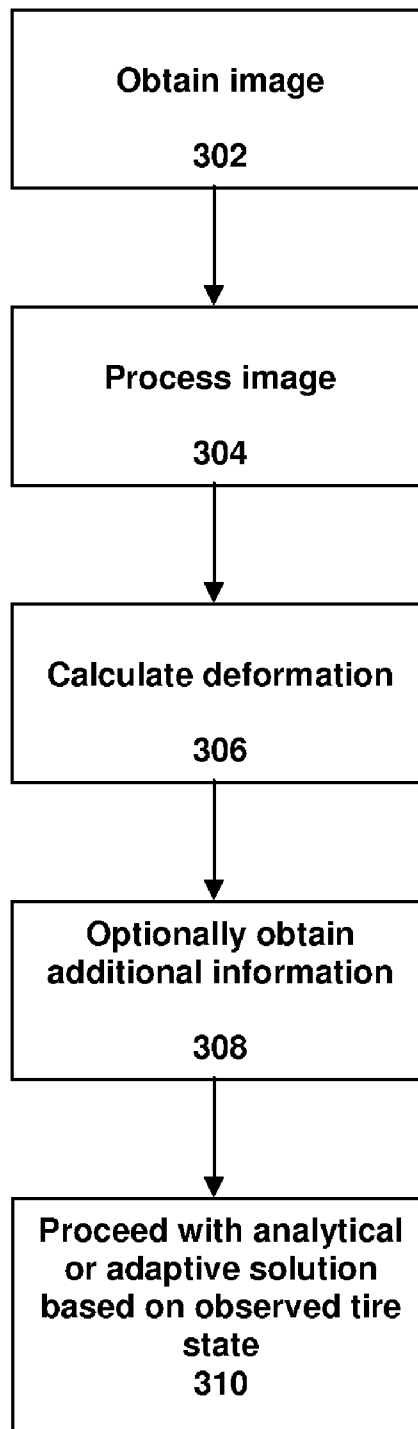 Obtain image
302
Process image
304
Calculate deformation
306
Optionally obtain
additional information
308
Proceed with analytical
or adaptive solution
based on observed tire
state
310